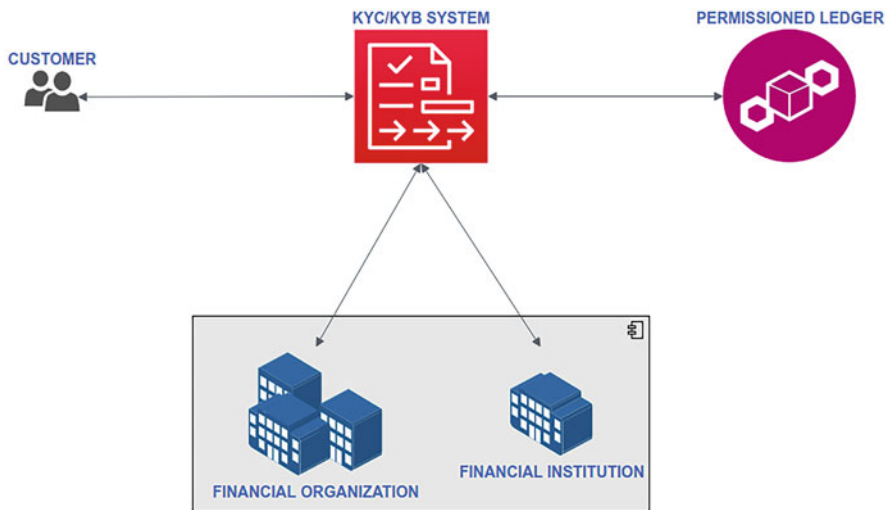 KYC/KYB SYSTEM
PERMISSIONED LEDGER
CUSTOMER
FINANCIAL INSTITUTION
FINANCIAL ORGANIZATION